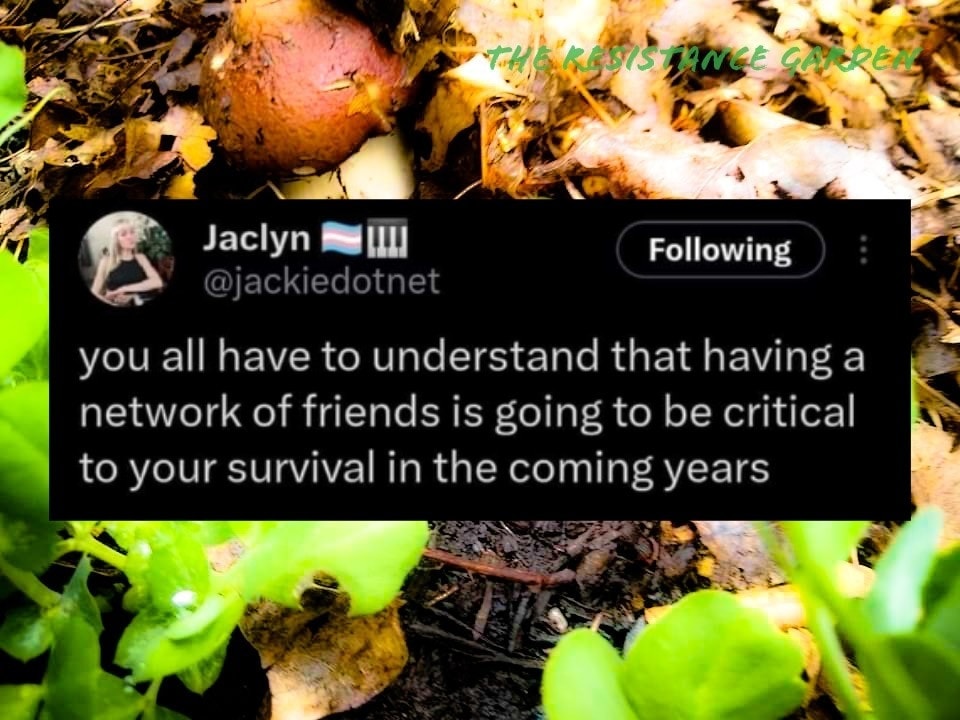 THE RESISTANCE GARDEN
Jaclyn 🏳️‍⚧️🎹
@jackiedotnet
Following
you all have to understand that having a
network of friends is going to be critical
to your survival in the coming years